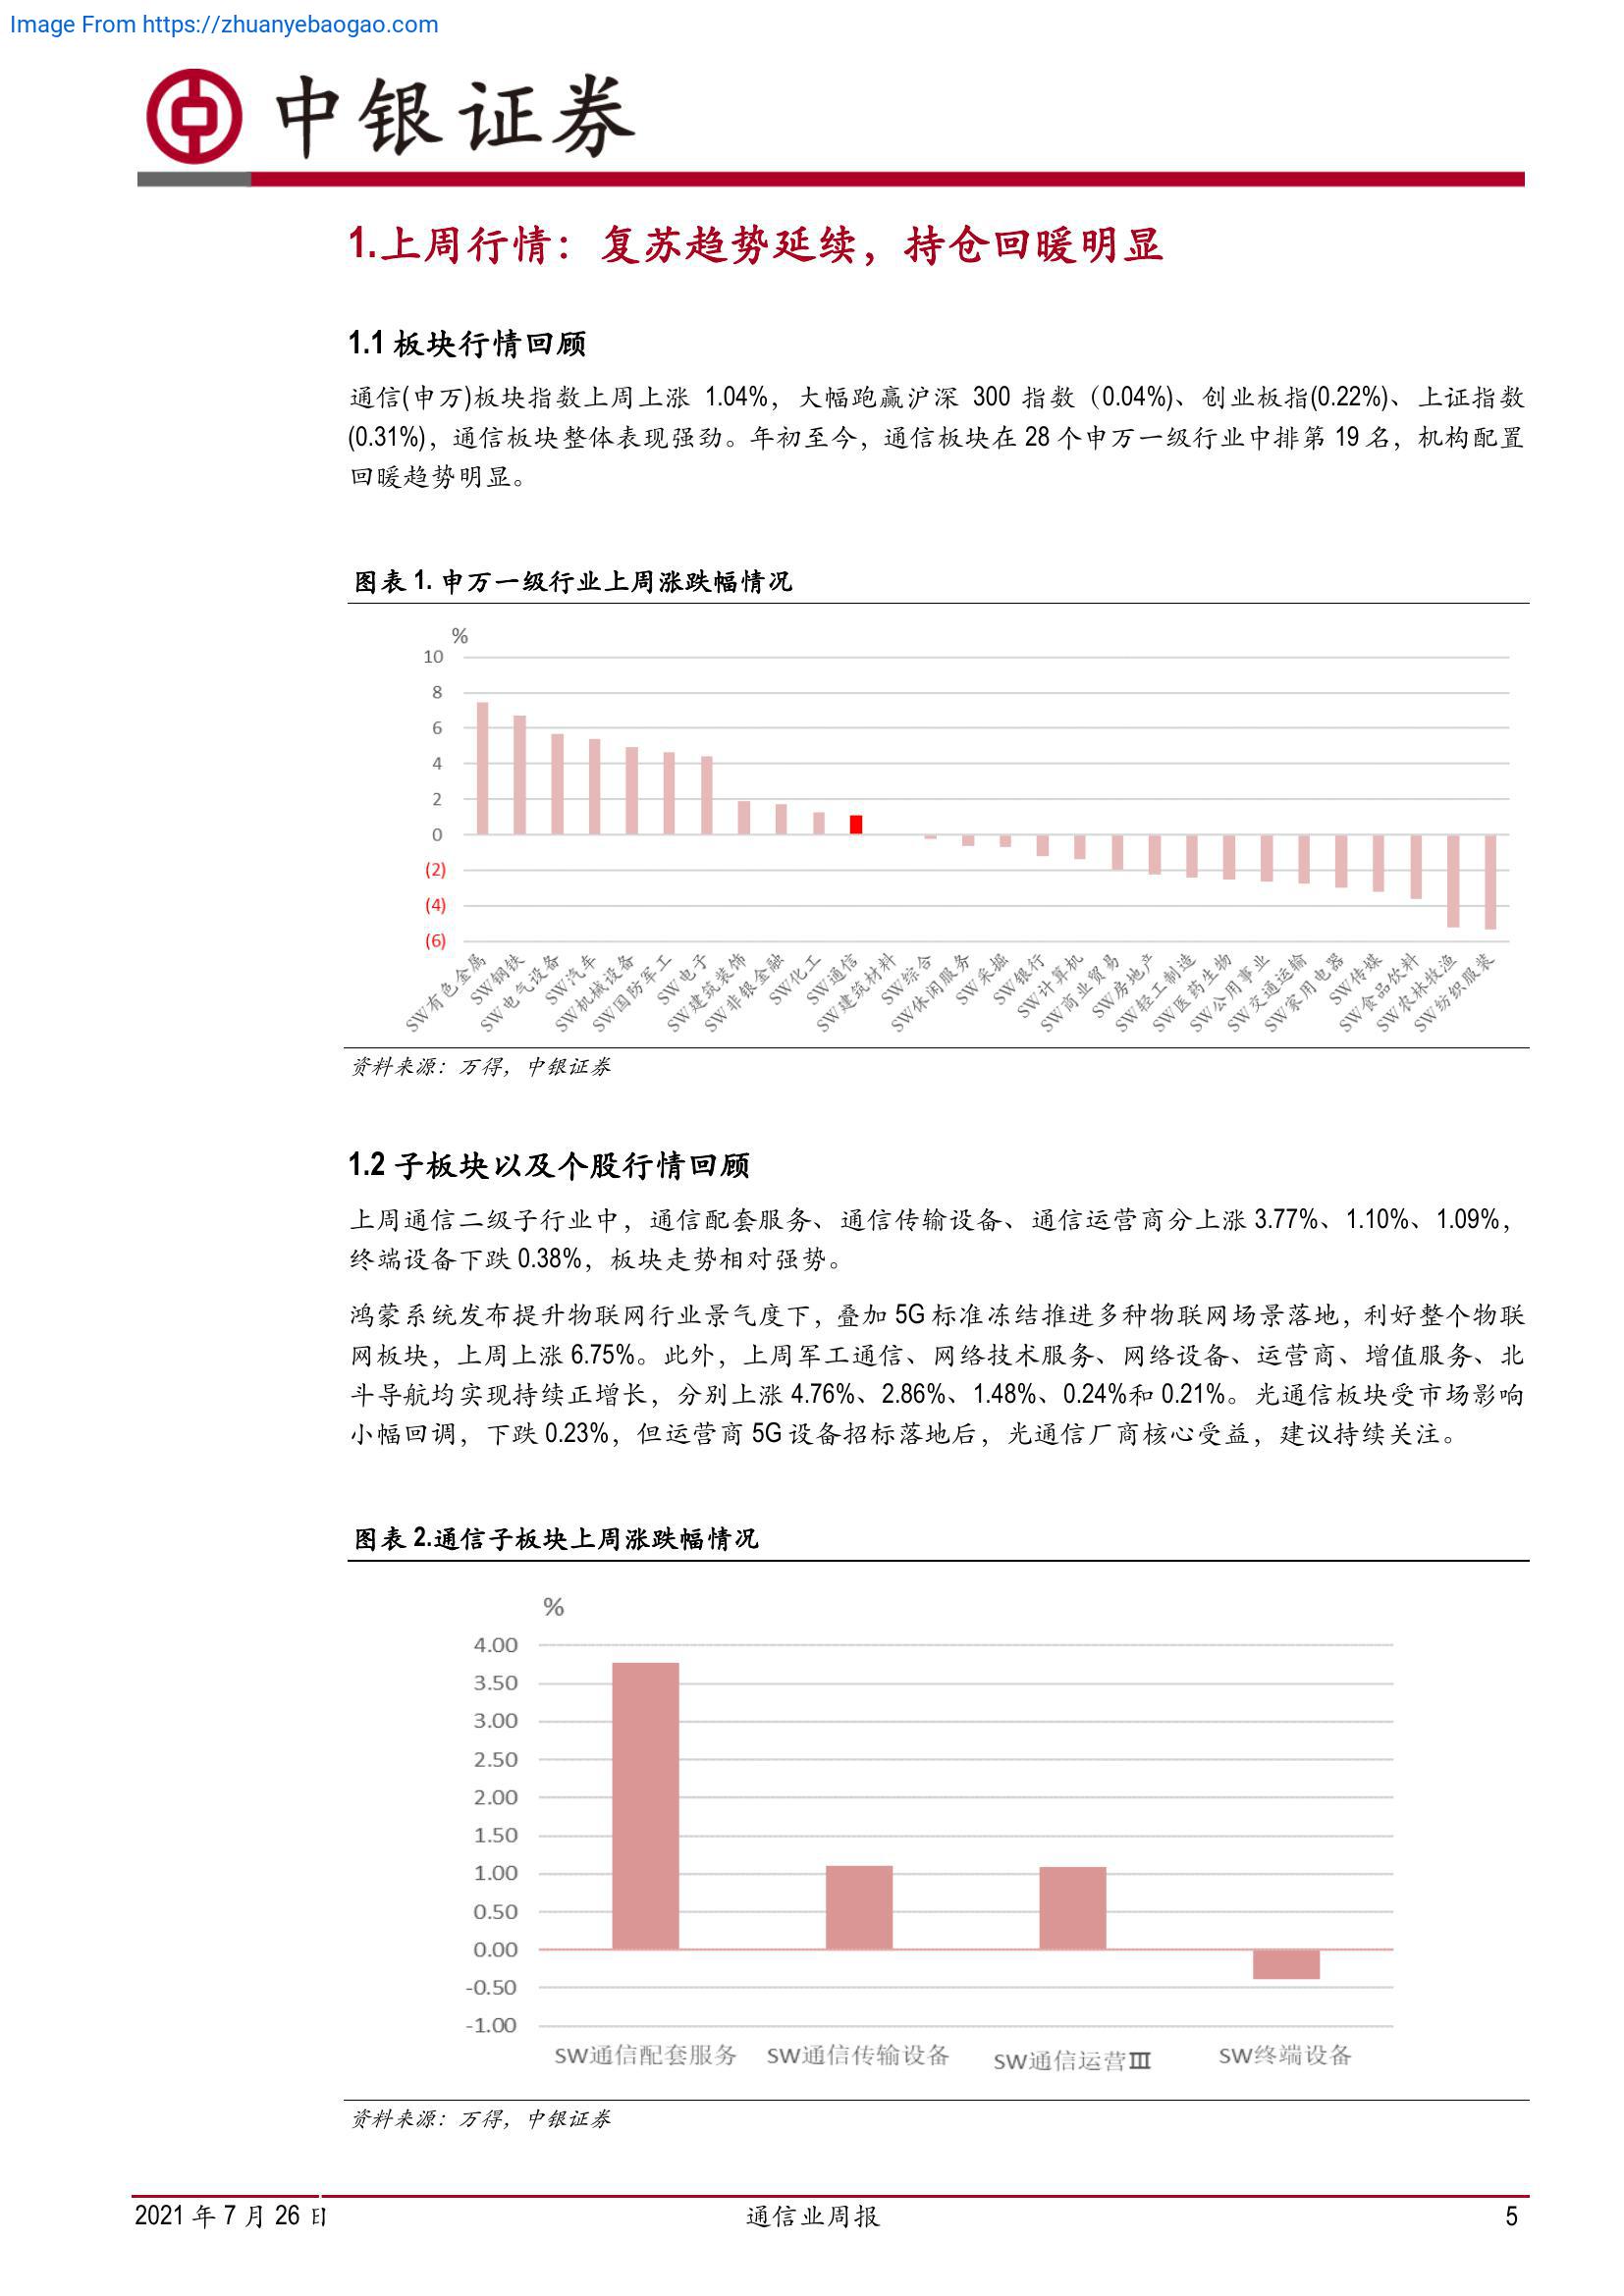 Image From https://zhuanyebaogao.com
中银证券
1.上周行情：复苏趋势延续，持仓回暖明显
1.1 板块行情回顾
通信(申万)板块指数上周上涨 1.04%，大幅跑赢沪深 300 指数（0.04%)、创业板指(0.22%)、上证指数
(0.31%)，通信板块整体表现强劲。年初至今，通信板块在 28 个申万一级行业中排第 19 名，机构配置
回暖趋势明显。
图表 1. 申万一级行业上周涨跌幅情况
%
10
8
6
4
2
0
(2)
(4)
(6)
SW有色金属
SW钢铁
SW电气设备
SW汽车
SW机械设备
SW国防军工
SW电子
SW建筑装饰
SW非银金融
SW化工
SW通信
SW建筑材料
SW综合
SW休闲服务
SW采掘
SW银行
SW计算机
SW商业贸易
SW房地产
SW轻工制造
SW医药生物
SW公用事业
SW交通运输
SW家用电器
SW传媒
SW食品饮料
SW农林牧渔
SW纺织服装
资料来源：万得，中银证券
1.2 子板块以及个股行情回顾
上周通信二级子行业中，通信配套服务、通信传输设备、通信运营商分上涨 3.77%、1.10%、1.09%，
终端设备下跌 0.38%，板块走势相对强势。
鸿蒙系统发布提升物联网行业景气度下，叠加 5G 标准冻结推进多种物联网场景落地，利好整个物联
网板块，上周上涨 6.75%。此外，上周军工通信、网络技术服务、网络设备、运营商、增值服务、北
斗导航均实现持续正增长，分别上涨 4.76%、2.86%、1.48%、0.24%和 0.21%。光通信板块受市场影响
小幅回调，下跌 0.23%，但运营商 5G 设备招标落地后，光通信厂商核心受益，建议持续关注。
图表 2.通信子板块上周涨跌幅情况
%
4.00
3.50
3.00
2.50
2.00
1.50
1.00
0.50
0.00
-0.50
-1.00
SW通信配套服务 SW通信传输设备 SW通信运营Ⅲ SW终端设备
资料来源：万得，中银证券
2021 年 7 月 26 日 通信业周报 5